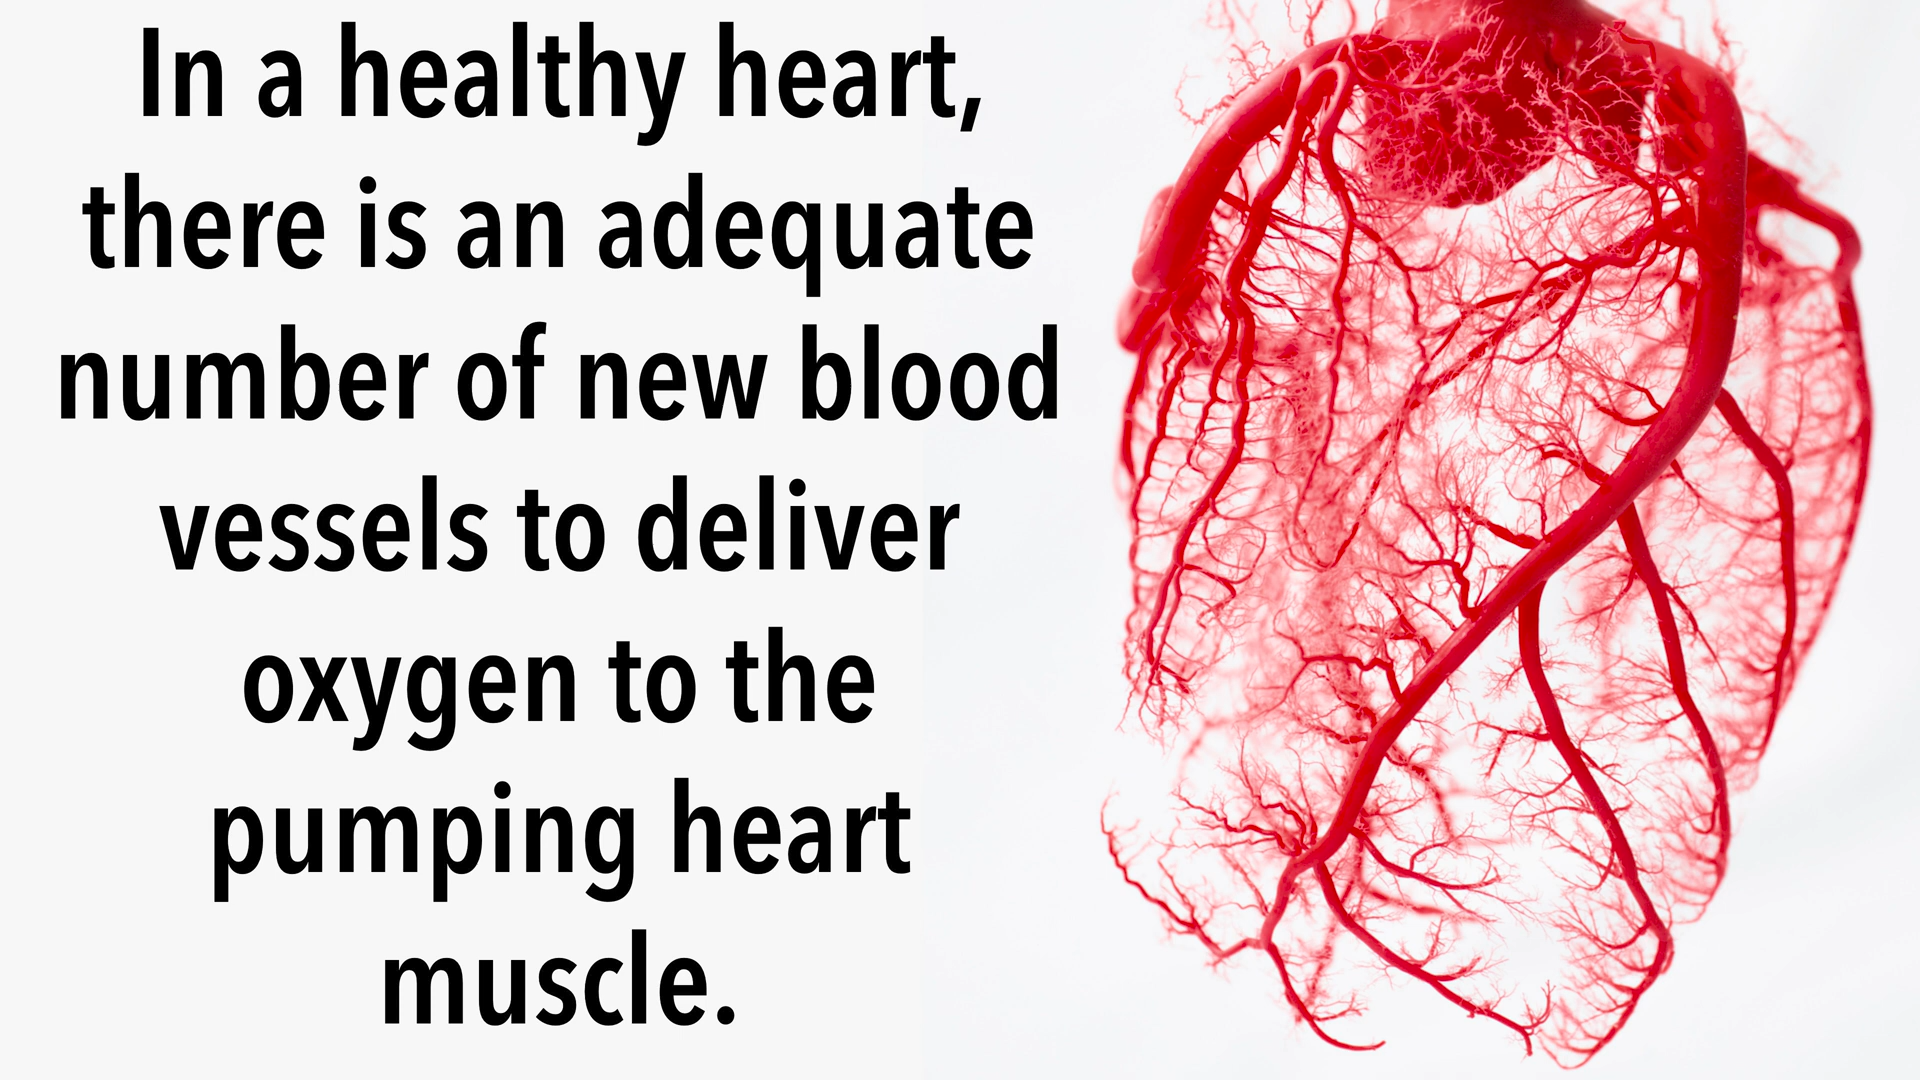 In a healthy heart,
there is an adequate
number of new blood
vessels to deliver
oxygen to the
pumping heart
muscle.